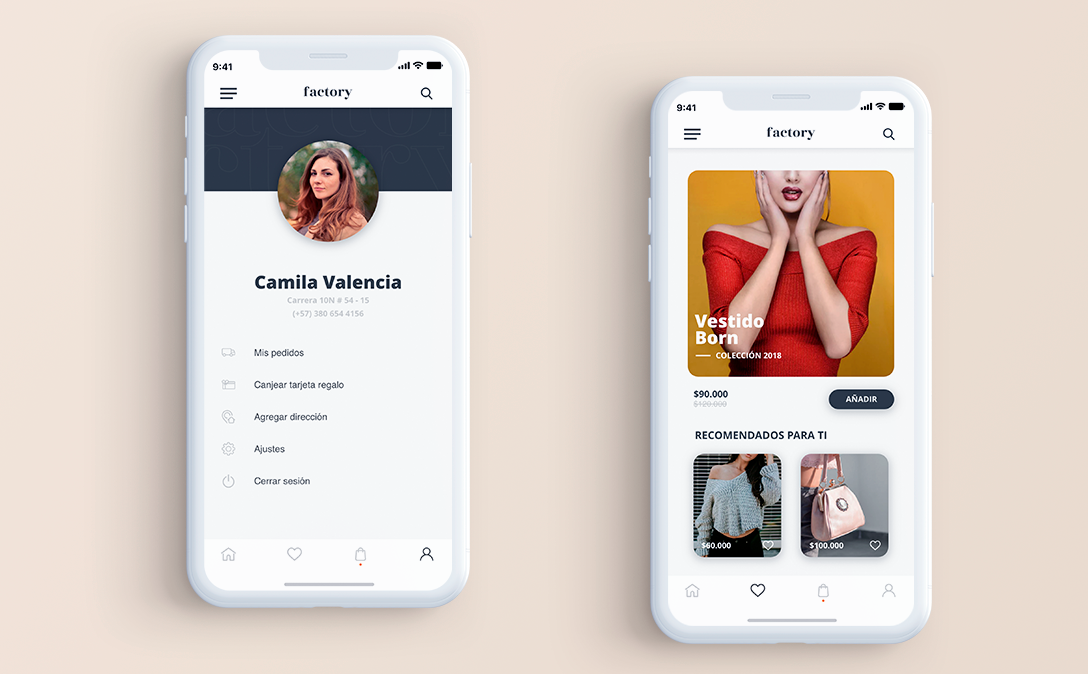 9:41
factory
Camila Valencia
Carrera 10N # 54 - 15
(+57) 380 654 4156
Mis pedidos
Canjear tarjeta regalo
Agregar dirección
Ajustes
Cerrar sesión
9:41
factory
Vestido
Born
COLECCIÓN 2018
$90.000
$120.000
AÑADIR
RECOMENDADOS PARA TI
$60.000
$100.000